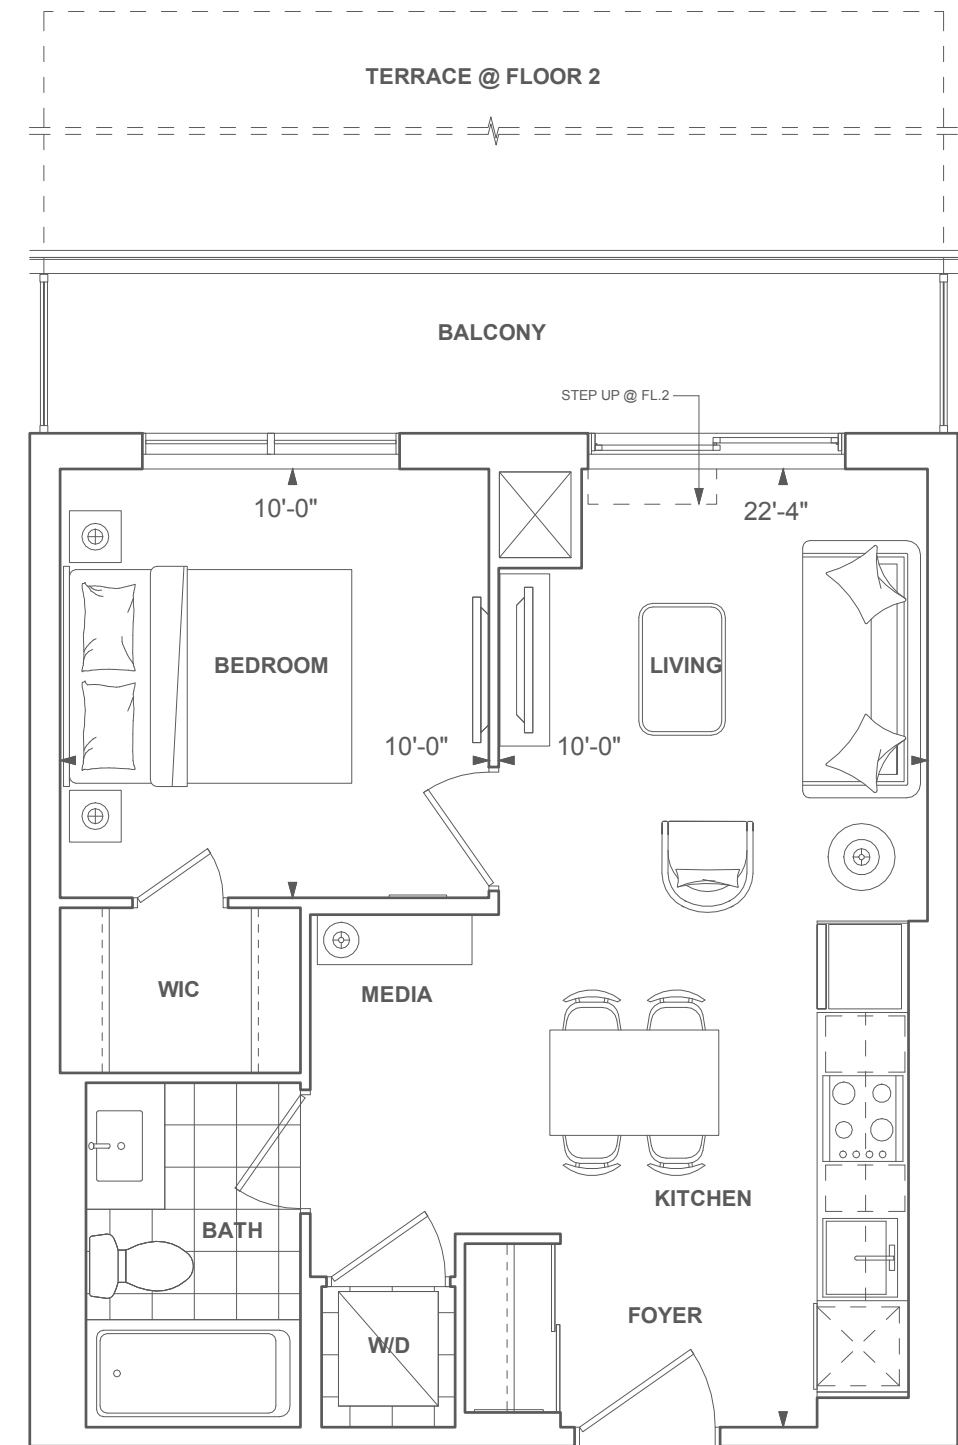 TERRACE @ FLOOR 2
BALCONY
STEP UP @ FL.2
10'-0"
22'-4"
BEDROOM
LIVING
10'-0"
10'-0"
WIC
MEDIA
KITCHEN
BATH
FOYER
W/D